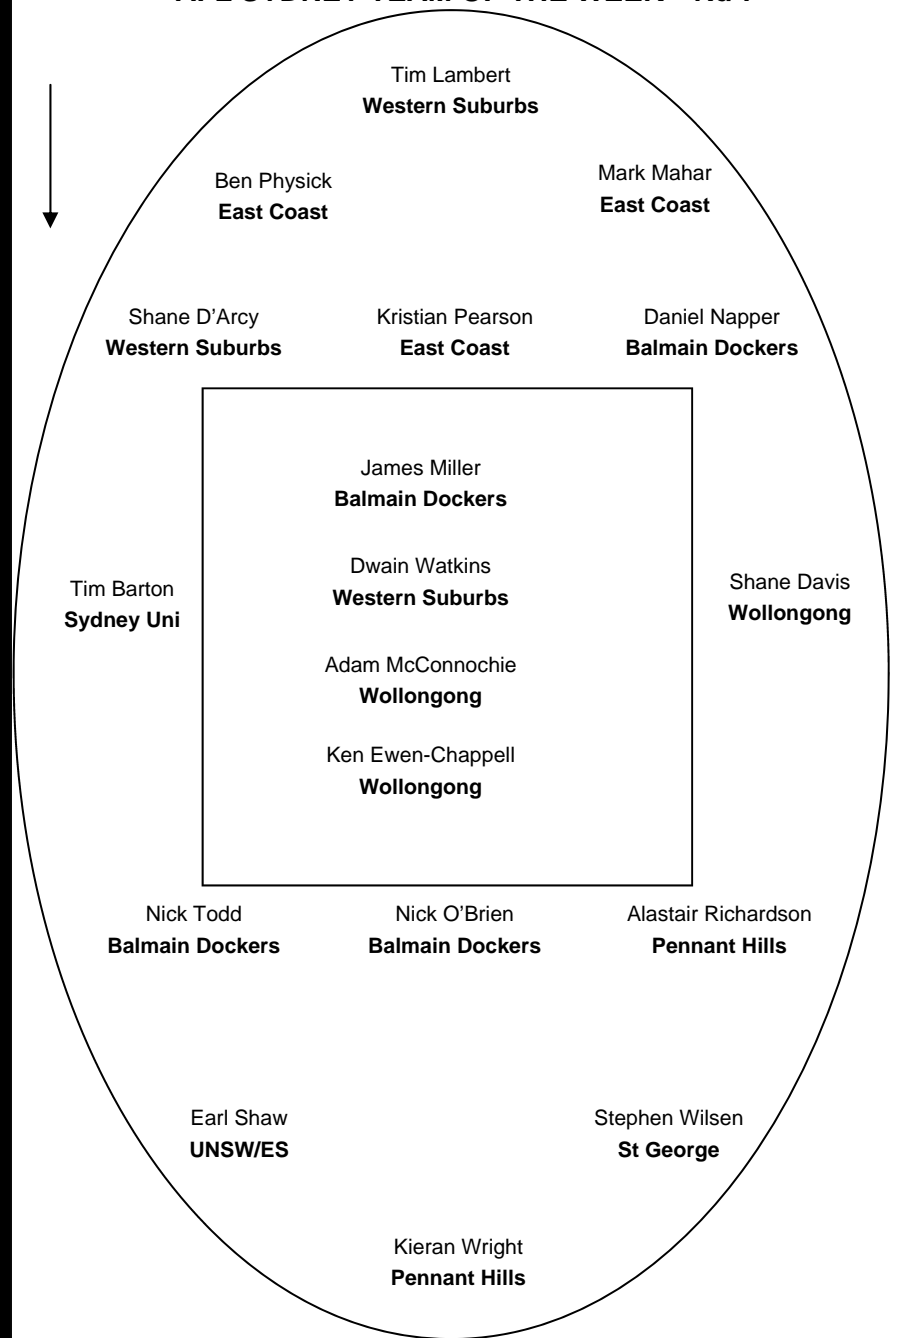 Tim Lambert
Western Suburbs
Ben Physick
East Coast
Mark Mahar
East Coast
Shane D’Arcy
Western Suburbs
Kristian Pearson
East Coast
Daniel Napper
Balmain Dockers
James Miller
Balmain Dockers
Dwain Watkins
Western Suburbs
Tim Barton
Sydney Uni
Shane Davis
Wollongong
Adam McConnochie
Wollongong
Ken Ewen-Chappell
Wollongong
Nick Todd
Balmain Dockers
Nick O’Brien
Balmain Dockers
Alastair Richardson
Pennant Hills
Earl Shaw
UNSW/ES
Stephen Wilsen
St George
Kieran Wright
Pennant Hills